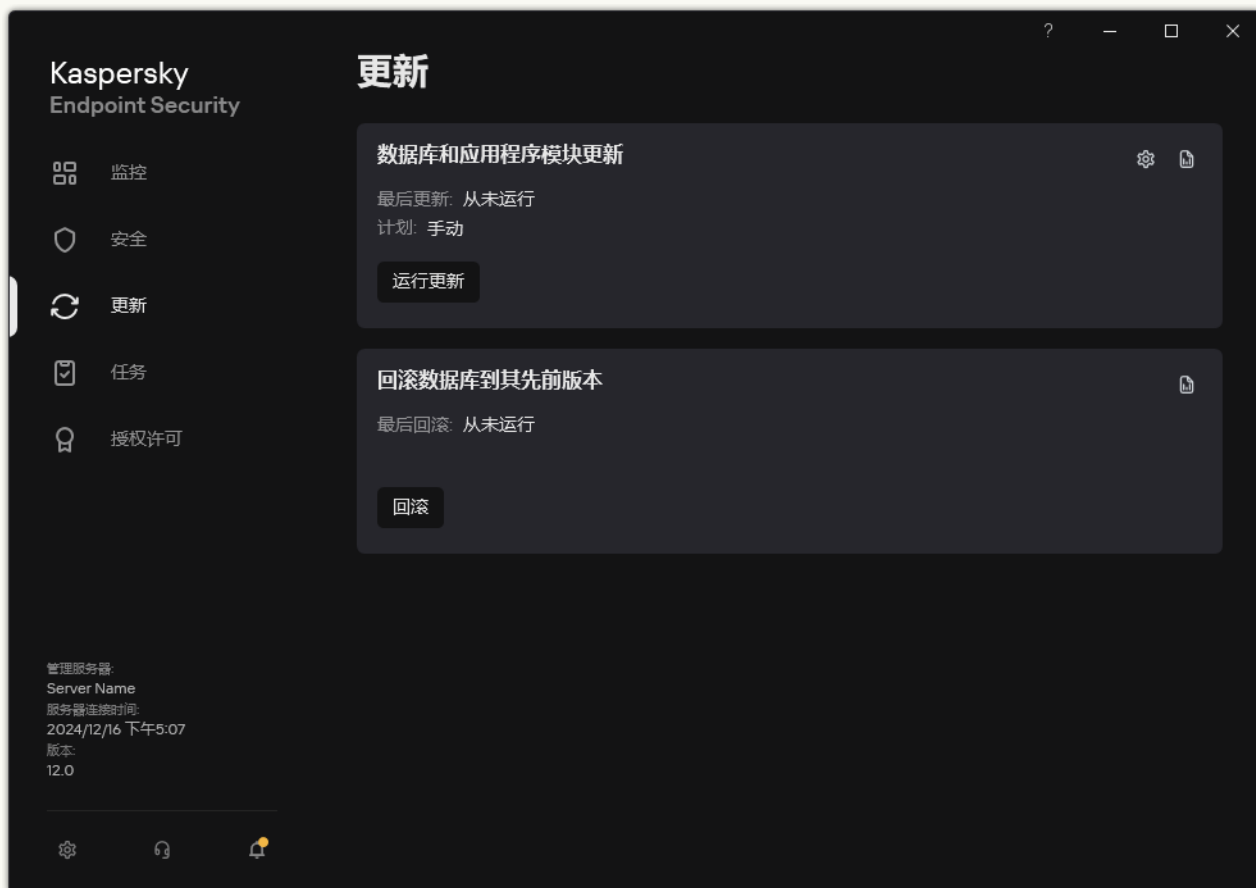 ?
Kaspersky
Endpoint Security
监控
安全
更新
任务
授权许可
管理服务器:
Server Name
服务器连接时间:
2024/12/16 下午5:07
版本:
12.0
更新
数据库和应用程序模块更新
最后更新: 从未运行
计划: 手动
运行更新
回滚数据库到其先前版本
最后回滚: 从未运行
回滚